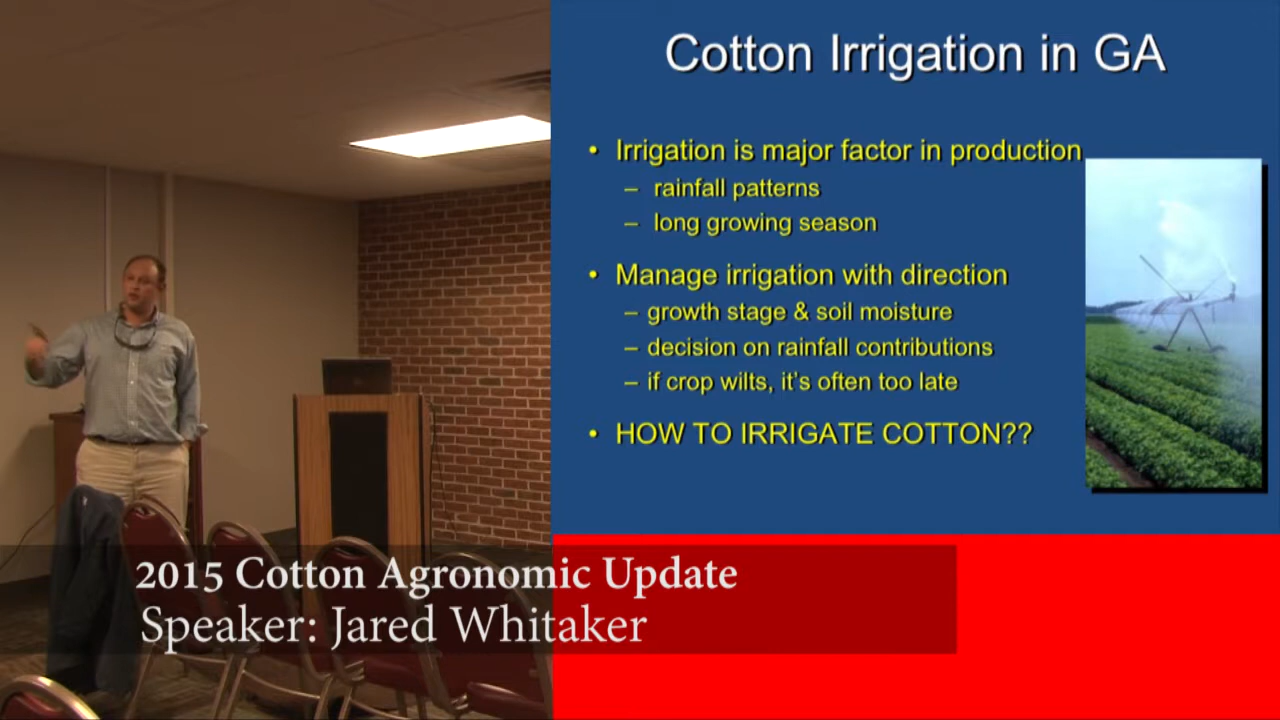 Cotton Irrigation in GA
• Irrigation is major factor in production
– rainfall patterns
– long growing season
• Manage irrigation with direction
– growth stage & soil moisture
– decision on rainfall contributions
– if crop wilts, it's often too late
• HOW TO IRRIGATE COTTON??
2015 Cotton Agronomic Update
Speaker: Jared Whitaker